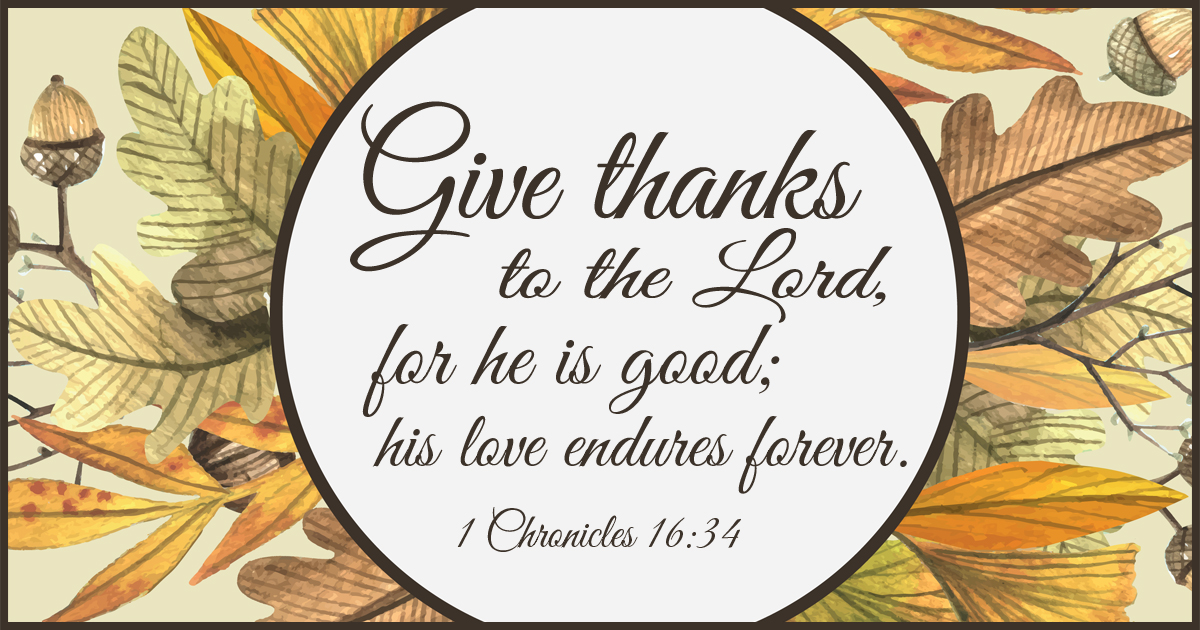 Give thanks
to the Lord,
for he is good;
his love endures forever.
1 Chronicles 16:34